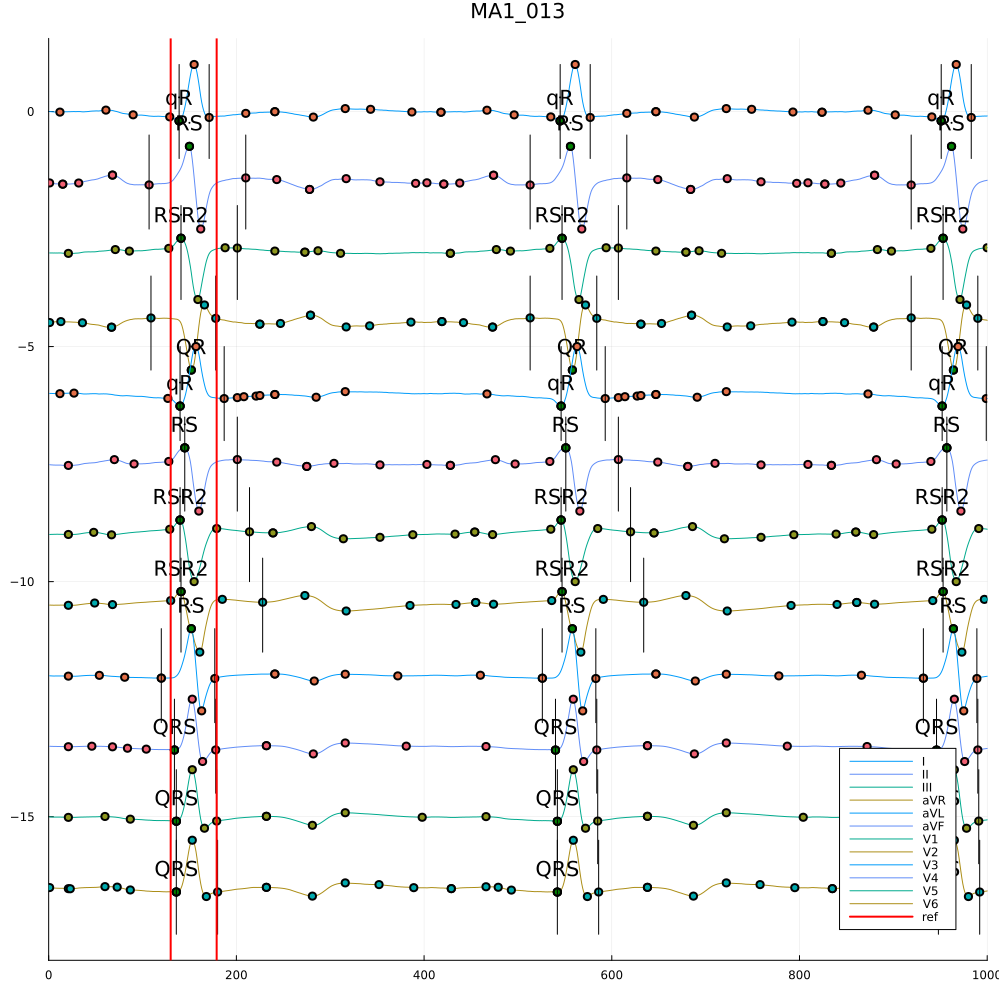 MA1_013
0
qR qR qR
RS RS RS
RSR2 RSR2 RSR2
−5
QR QR QR
qR qR qR
RS RS RS
RSR2 RSR2 RSR2
−10
RSR2 RSR2 RSR2
RS RS RS
QRS QRS QRS
−15
QRS QRS
QRS QRS
I
II
III
aVR
aVL
aVF
V1
V2
V3
V4
V5
V6
ref
0 200 400 600 800 1000